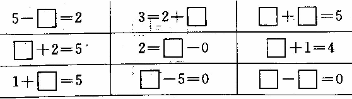 5－□=2 3=2+□ □+□=5
□+2=5 2=□－0 □+1=4
1+□=5 □－5=0 □－□=0